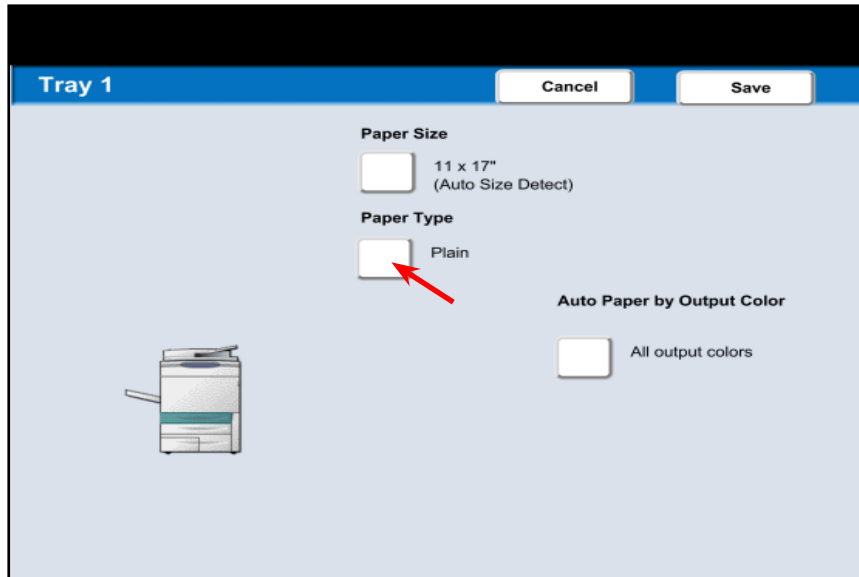 Tray 1
Cancel
Save
Paper Size
11 x 17"
(Auto Size Detect)
Paper Type
Plain
Auto Paper by Output Color
All output colors